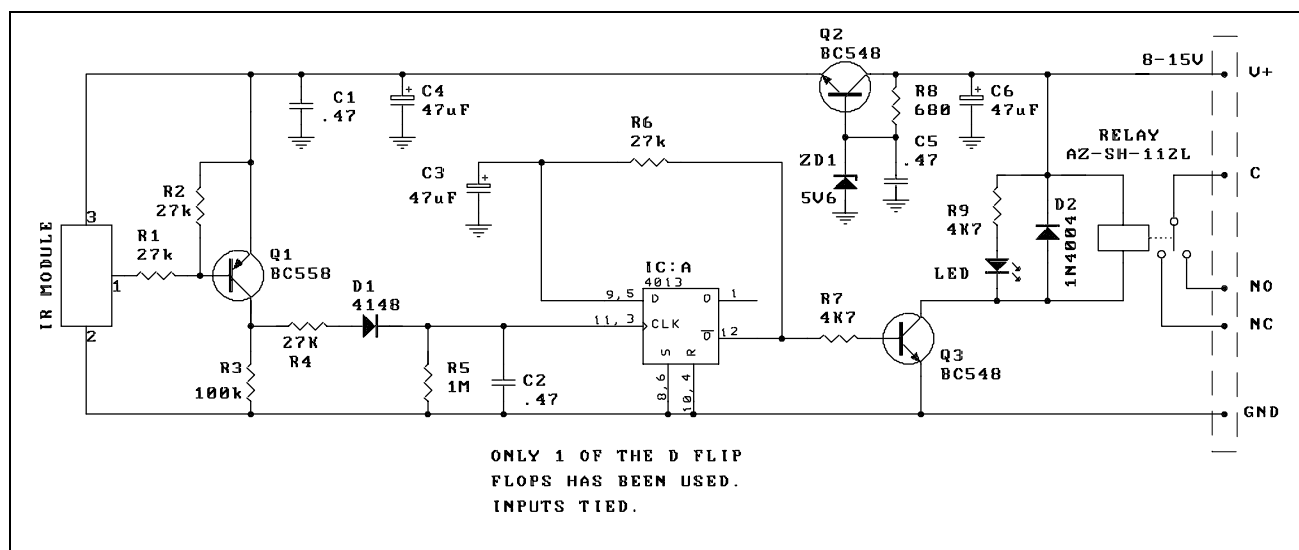 Q2
BC548
8-15V
V+
C1
.47
C4
47uF
R8
680
C6
47uF
R6
27k
RELAY
AZ-SH-112L
C3
47uF
ZD1
5V6
C5
.47
C
R2
27k
R9
4K7
D2
1N4004
3
R1
27k
IR MODULE
1
Q1
BC558
LED
IC:A
4013
NO
D1
4148
9,5
D
Q
1
R7
4K7
11,3
CLK
Q
12
NC
2
27K
R4
S
R
Q3
BC548
R3
100k
R5
1M
C2
.47
8,6
10,4
GND
ONLY 1 OF THE D FLIP
FLOPS HAS BEEN USED.
INPUTS TIED.